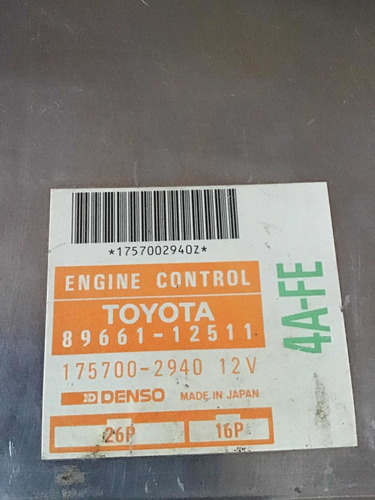 *1757002940Z*
ENGINE CONTROL
TOYOTA
89661-12511
175700-2940 12V
DENSO MADE IN JAPAN
26P 16P
4A-FE